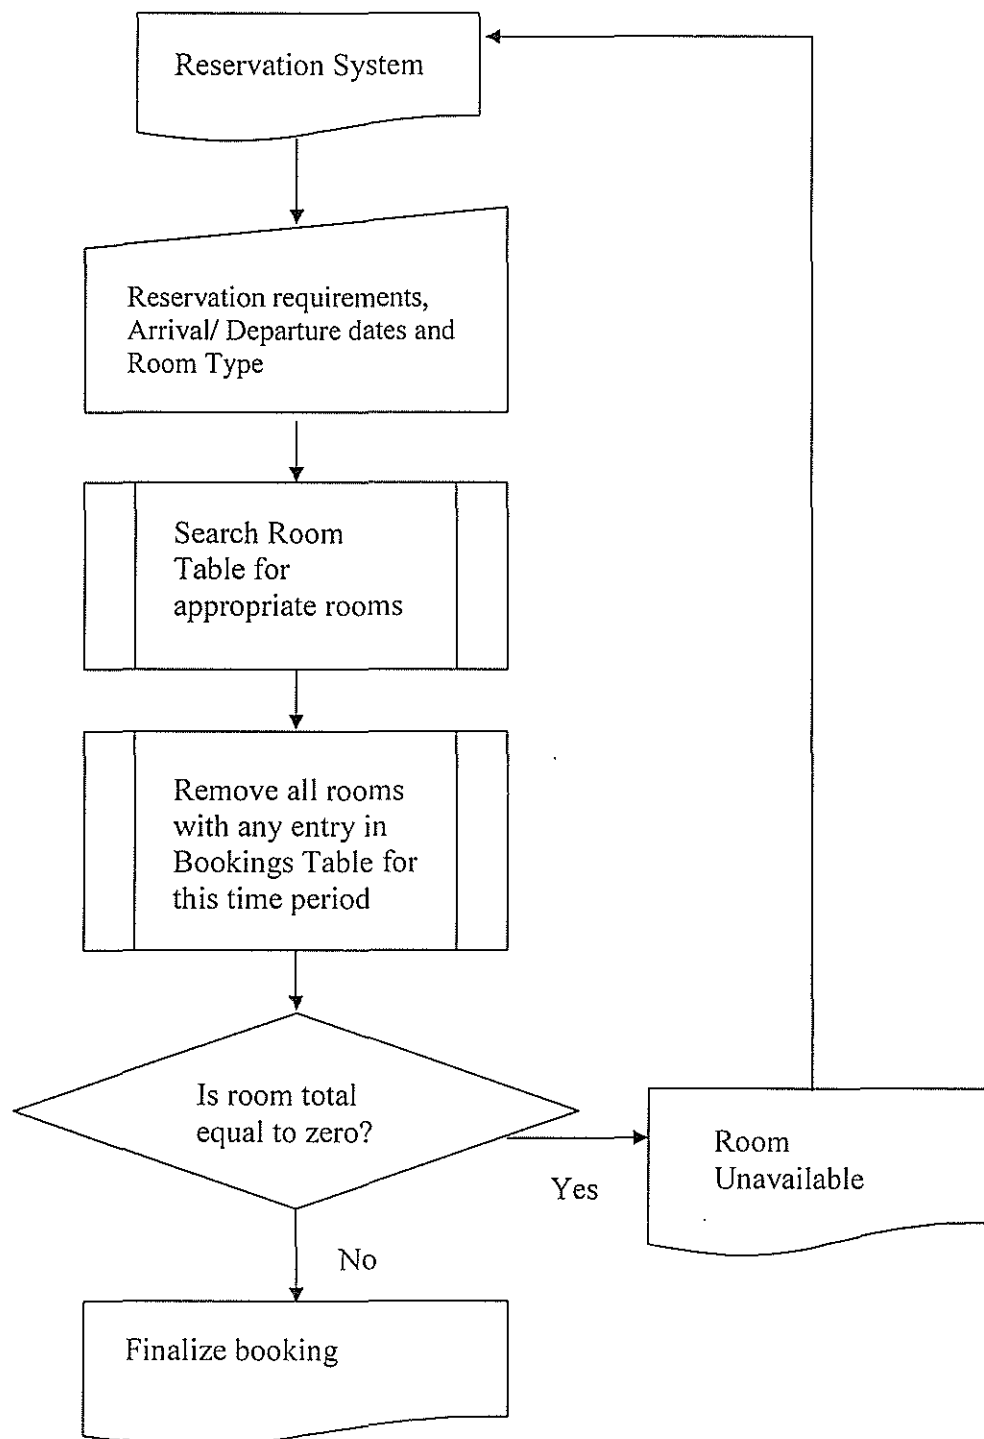 Reservation System
Reservation requirements,
Arrival/ Departure dates and
Room Type
Search Room
Table for
appropriate rooms
Remove all rooms
with any entry in
Bookings Table for
this time period
Is room total
equal to zero?
Yes
Room
Unavailable
No
Finalize booking